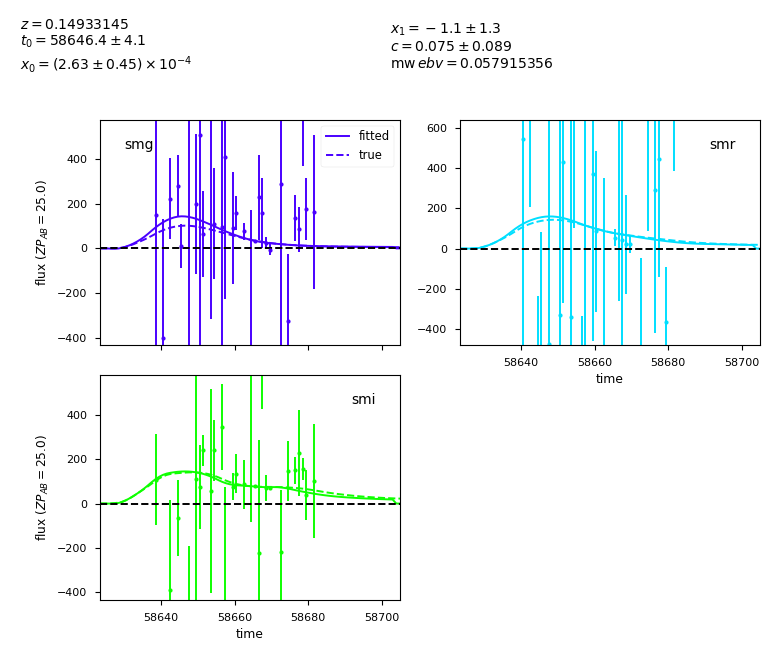 z = 0.14933145
t₀ = 58646.4 ± 4.1
x₀ = (2.63 ± 0.45) × 10⁻⁴
x₁ = −1.1 ± 1.3
c = 0.075 ± 0.089
mw ebv = 0.057915356
smg
fitted
true
400
200
0
−200
−400
flux (ZP_AB = 25.0)
smr
600
400
200
0
−200
−400
58640 58660 58680 58700
time
smi
400
200
0
−200
−400
flux (ZP_AB = 25.0)
58640 58660 58680 58700
time